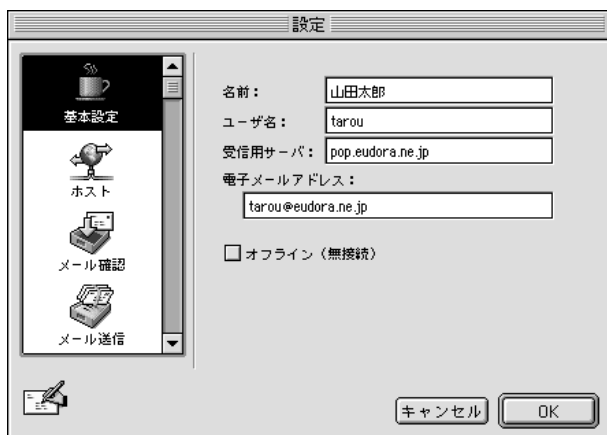 設定
基本設定
ホスト
メール確認
メール送信
名前：
山田太郎
ユーザ名：
tarou
受信用サーバ：
pop.eudora.ne.jp
電子メールアドレス：
tarou@eudora.ne.jp
オフライン（無接続）
キャンセル
OK